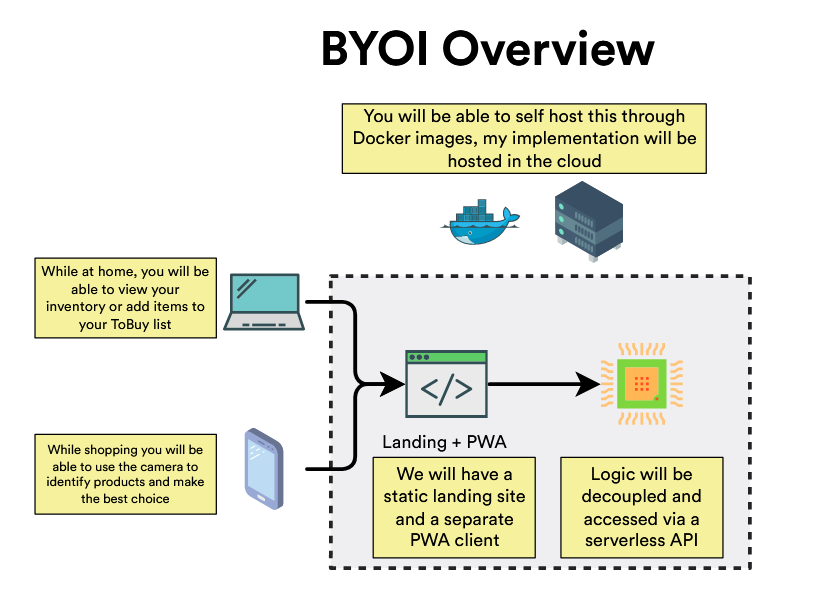 BYOI Overview
You will be able to self host this through
Docker images, my implementation will be
hosted in the cloud
While at home, you will be
able to view your
inventory or add items to
your ToBuy list
While shopping you will be
able to use the camera to
identify products and make
the best choice
</>
Landing + PWA
We will have a
static landing site
and a separate
PWA client
Logic will be
decoupled and
accessed via a
serverless API